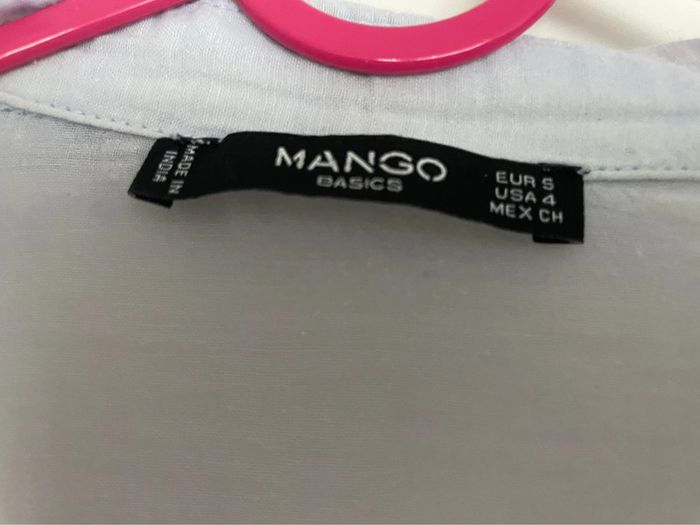 MADE IN
INDIA
MANGO
BASICS
EUR S
USA 4
MEX CH